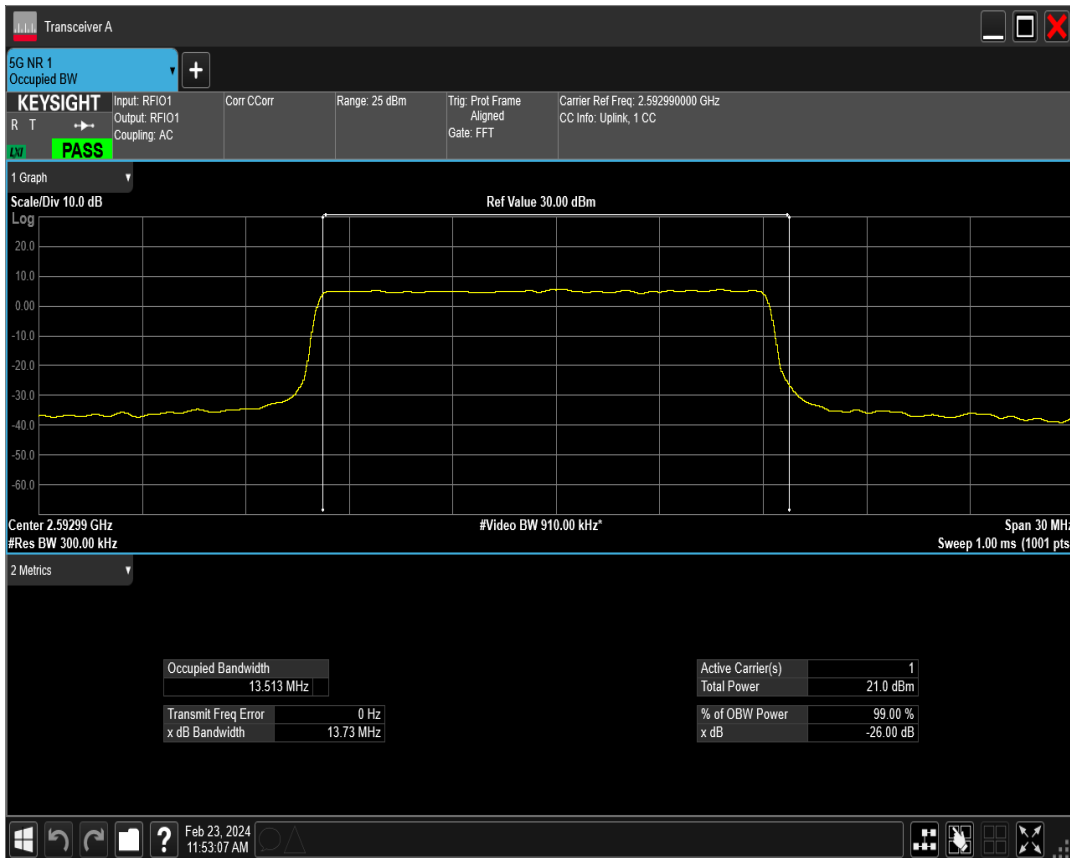 Transceiver A
5G NR 1
Occupied BW
+
KEYSIGHT
R T
LXI
PASS
Input: RFIO1
Output: RFIO1
Coupling: AC
Corr CCorr
Range: 25 dBm
Trig: Prot Frame
Aligned
Gate: FFT
Carrier Ref Freq: 2.592990000 GHz
CC Info: Uplink, 1 CC
1 Graph
Scale/Div 10.0 dB
Ref Value 30.00 dBm
Log
20.0
10.0
0.00
-10.0
-20.0
-30.0
-40.0
-50.0
-60.0
Center 2.59299 GHz
#Video BW 910.00 kHz*
Span 30 MHz
#Res BW 300.00 kHz
Sweep 1.00 ms (1001 pts
2 Metrics
Occupied Bandwidth
13.513 MHz
Transmit Freq Error 0 Hz
x dB Bandwidth 13.73 MHz
Active Carrier(s) 1
Total Power 21.0 dBm
% of OBW Power 99.00 %
x dB -26.00 dB
?
Feb 23, 2024
11:53:07 AM